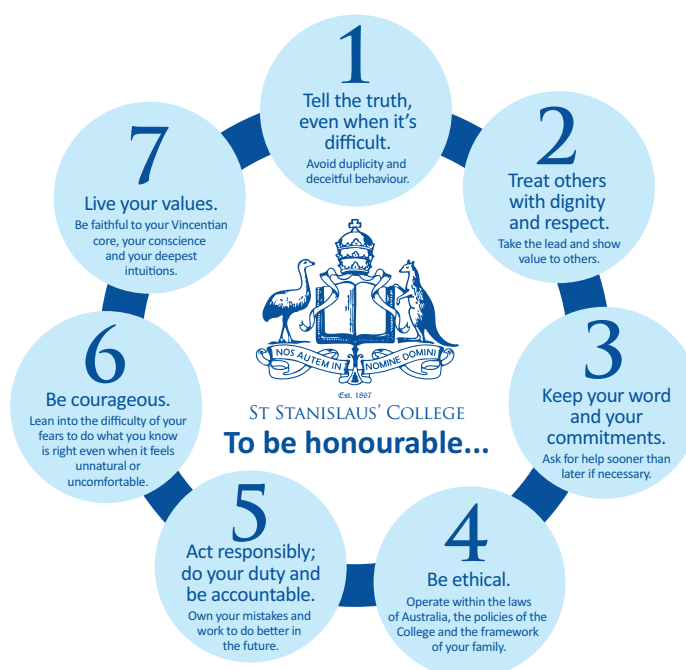 1
Tell the truth,
even when it's
difficult.
Avoid duplicity and
deceitful behaviour.
2
Treat others
with dignity
and respect.
Take the lead and show
value to others.
3
Keep your word
and your
commitments.
Ask for help sooner than
later if necessary.
4
Be ethical.
Operate within the laws
of Australia, the policies of the
College and the framework
of your family.
5
Act responsibly;
do your duty and
be accountable.
Own your mistakes and
work to do better in
the future.
6
Be courageous.
Lean into the difficulty of your
fears to do what you know
is right even when it feels
unnatural or
uncomfortable.
7
Live your values.
Be faithful to your Vincentian
core, your conscience
and your deepest
intuitions.
NOS AUTEM IN NOMINE DOMINI
Est. 1867
ST STANISLAUS' COLLEGE
To be honourable...